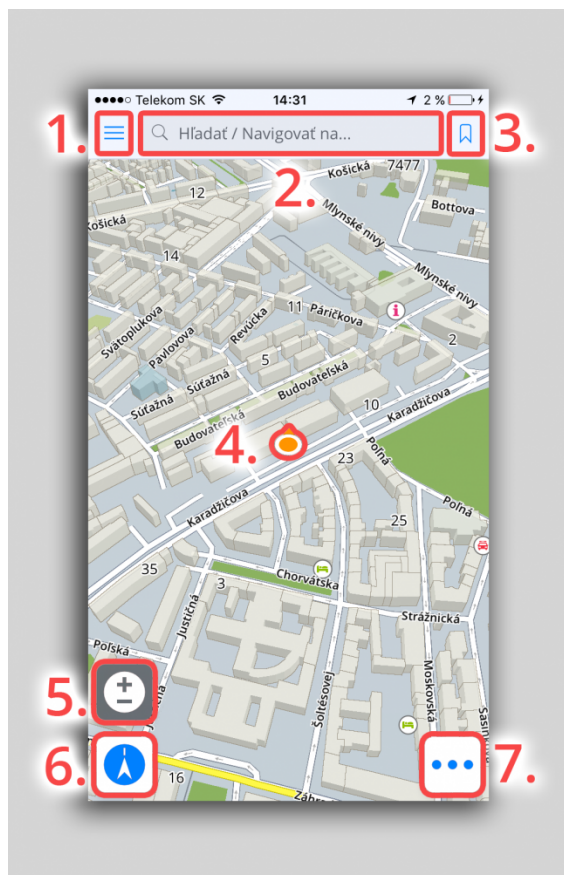 Telekom SK 14:31 2 %
1. Hľadať / Navigovať na... 3.
2.
Košická 7477
12
Bottova
Košická
Mlynské nivy
14
Mlynské nivy
11 Páričkova
Svätoplukova
Revúcka
2
Pavlovova
5
Súťažná
Budovateľská
Súťažná
10
Karadžičova
Budovateľská
4.
Poľná
23
Poľná
Karadžičova
25
35
Chorvátska
3
Justičná
Strážnická
Poľská
Moskovská
5.
Šoltésovej
6.
7.
16